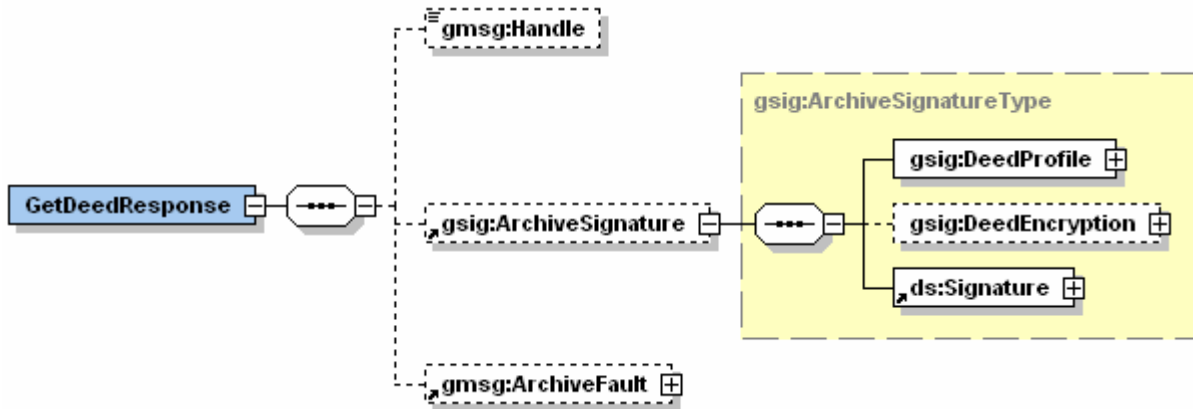 gmsg:Handle
gsig:ArchiveSignatureType
gsig:DeedProfile
GetDeedResponse
gsig:ArchiveSignature
gsig:DeedEncryption
ds:Signature
gmsg:ArchiveFault